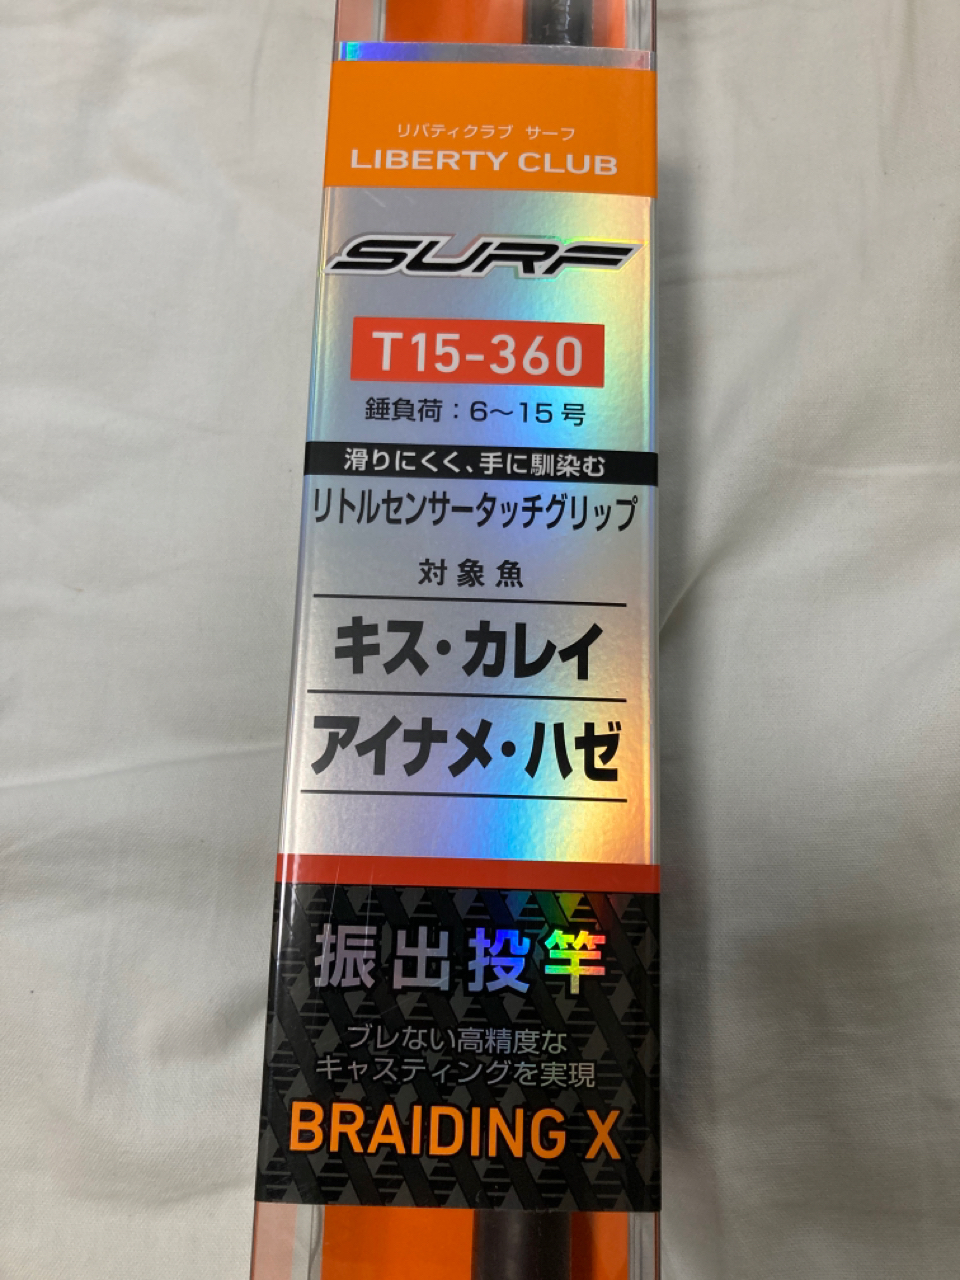 リバティクラブ サーフ
LIBERTY CLUB
SURF
T15-360
錘負荷：6〜15号
滑りにくく、手に馴染む
リトルセンサータッチグリップ
対象魚
キス・カレイ
アイナメ・ハゼ
振出投竿
ブレない高精度な
キャスティングを実現
BRAIDING X